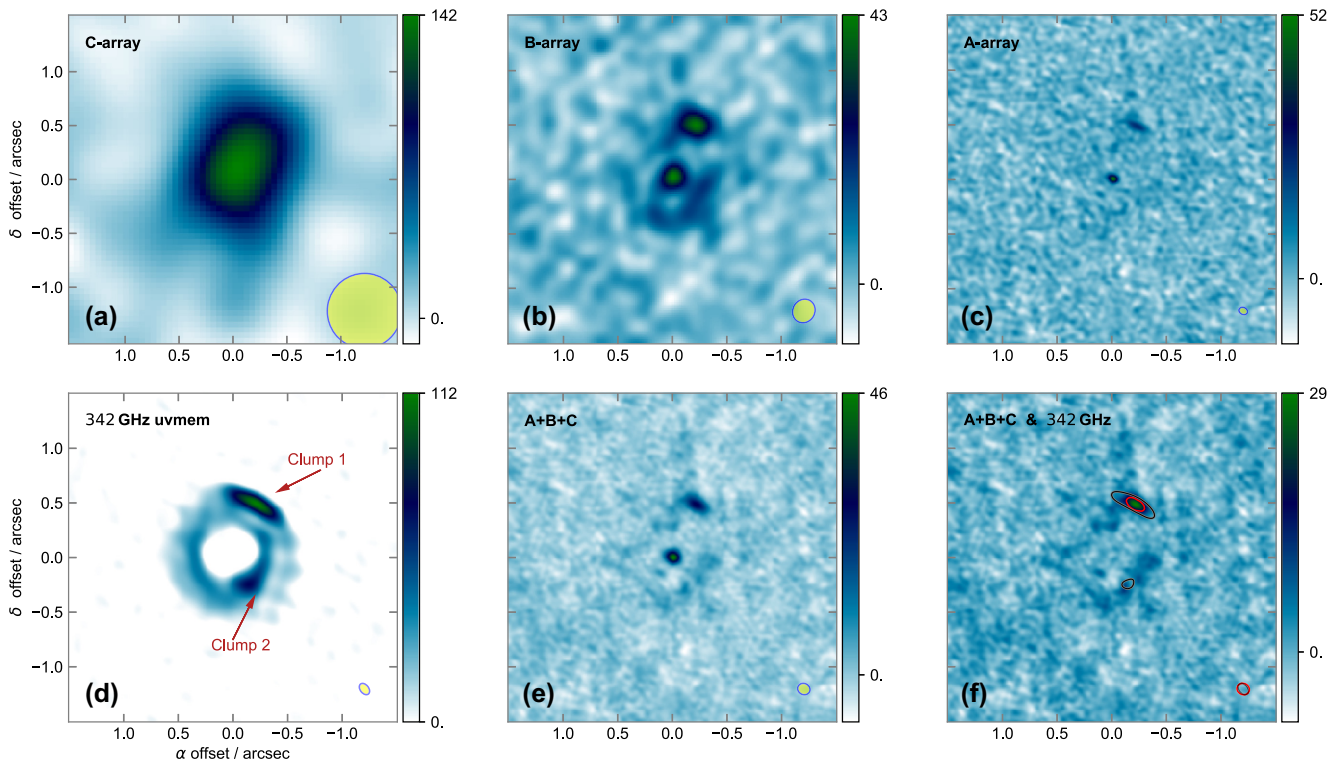 C-array
142
0.
(a)
δ offset / arcsec
1.0
0.5
0.0
−0.5
−1.0
1.0 0.5 0.0 −0.5 −1.0
B-array
43
0.
(b)
1.0 0.5 0.0 −0.5 −1.0
A-array
52
0.
(c)
1.0 0.5 0.0 −0.5 −1.0
342 GHz uvmem
112
0.
Clump 1
Clump 2
(d)
δ offset / arcsec
1.0
0.5
0.0
−0.5
−1.0
1.0 0.5 0.0 −0.5 −1.0
α offset / arcsec
A+B+C
46
0.
(e)
1.0 0.5 0.0 −0.5 −1.0
A+B+C & 342 GHz
29
0.
(f)
1.0 0.5 0.0 −0.5 −1.0